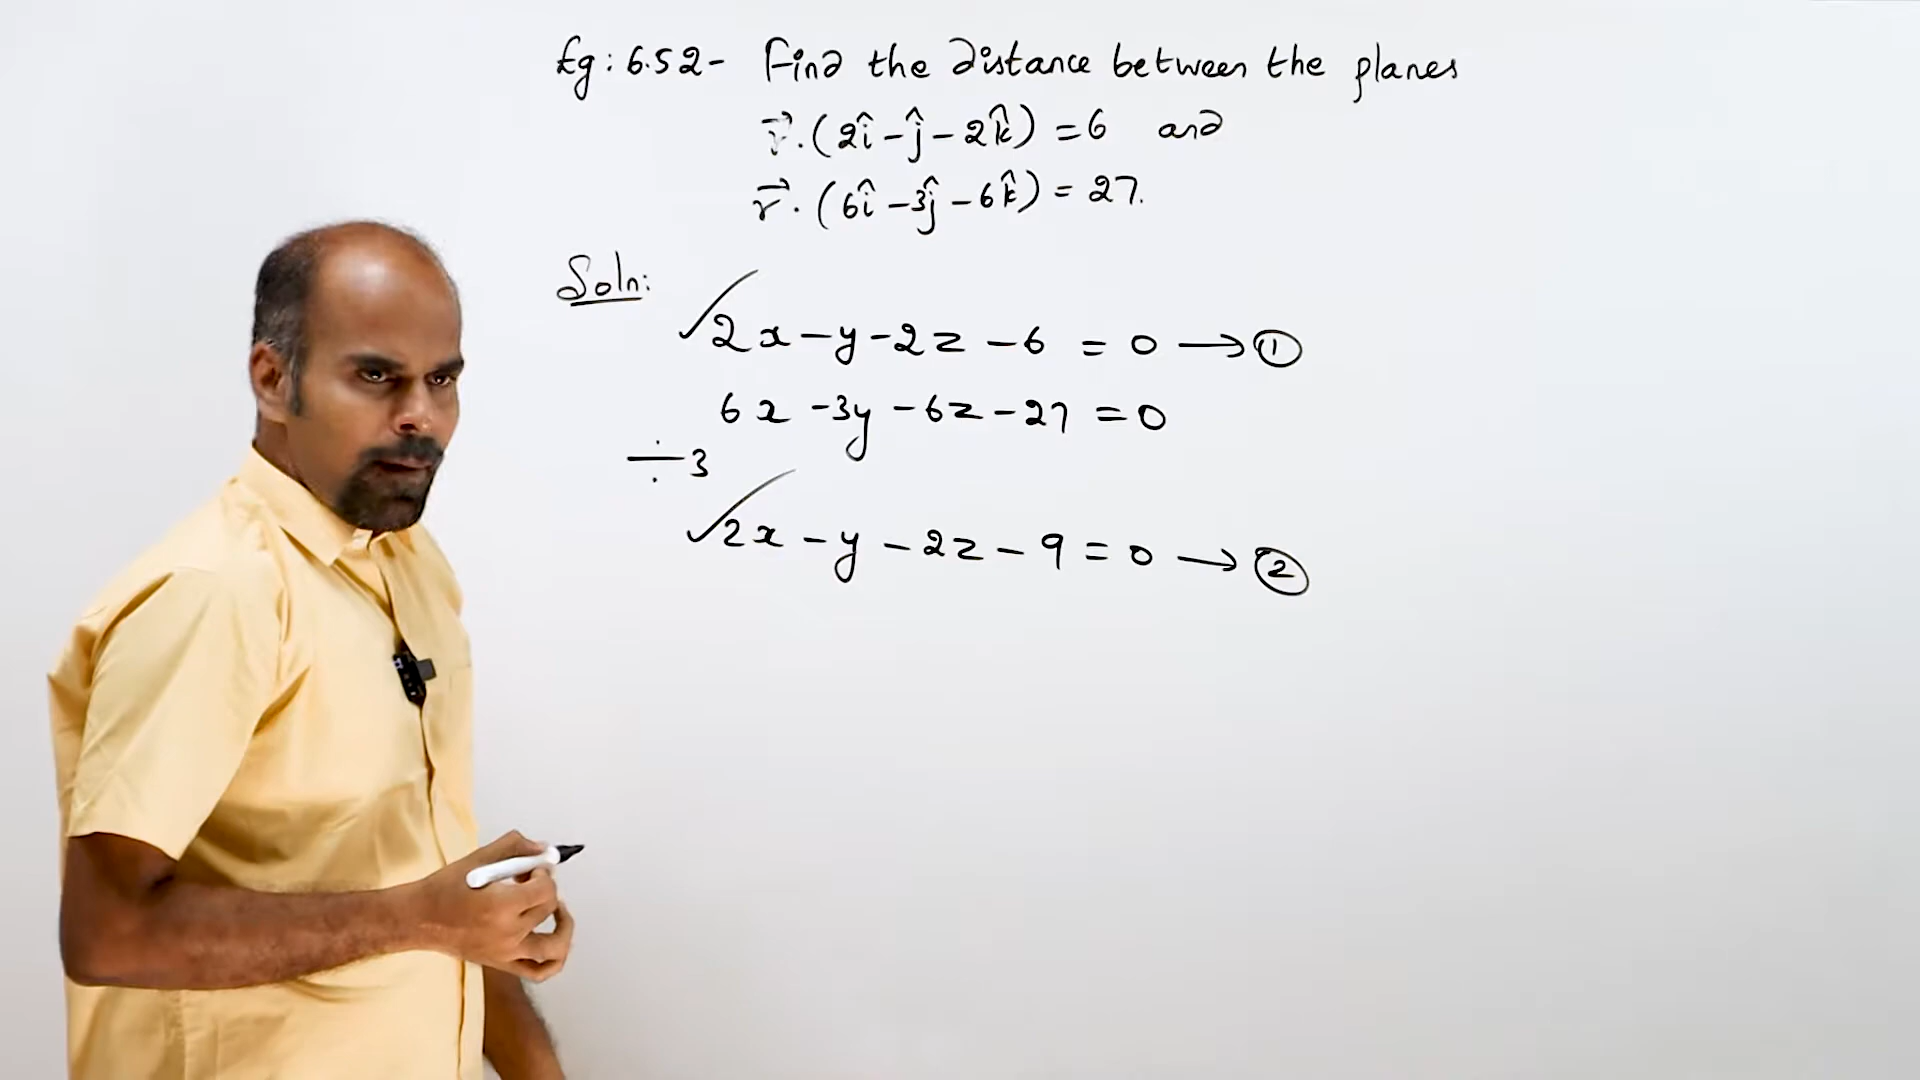 Eg: 6.52- Find the distance between the planes
r⃗.(2î-ĵ-2k̂) = 6 and
r⃗.(6î-3ĵ-6k̂) = 27.
Soln:
2x-y-2z-6 = 0 → ①
6x-3y-6z-27 = 0
÷3
2x-y-2z-9 = 0 → ②